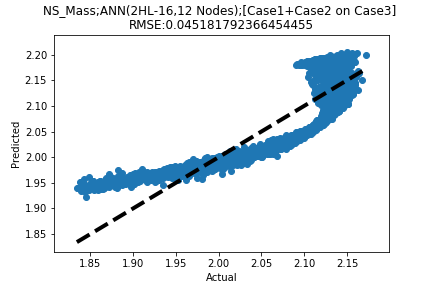 NS_Mass;ANN(2HL-16,12 Nodes);[Case1+Case2 on Case3]
RMSE:0.045181792366454455
2.20
2.15
2.10
2.05
2.00
1.95
1.90
1.85
Predicted
1.85 1.90 1.95 2.00 2.05 2.10 2.15
Actual